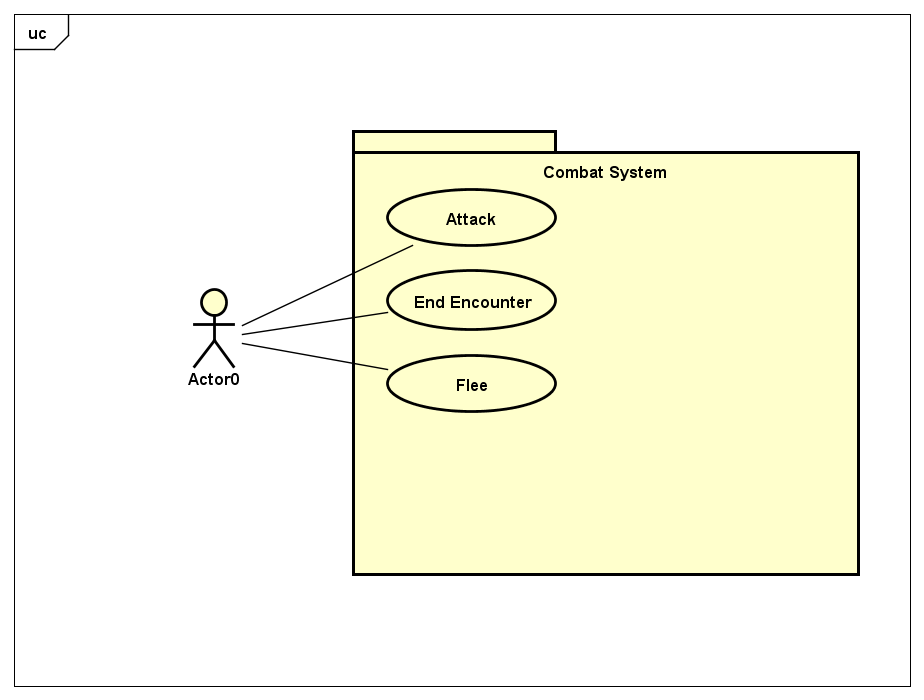 uc
Combat System
Attack
End Encounter
Flee
Actor0